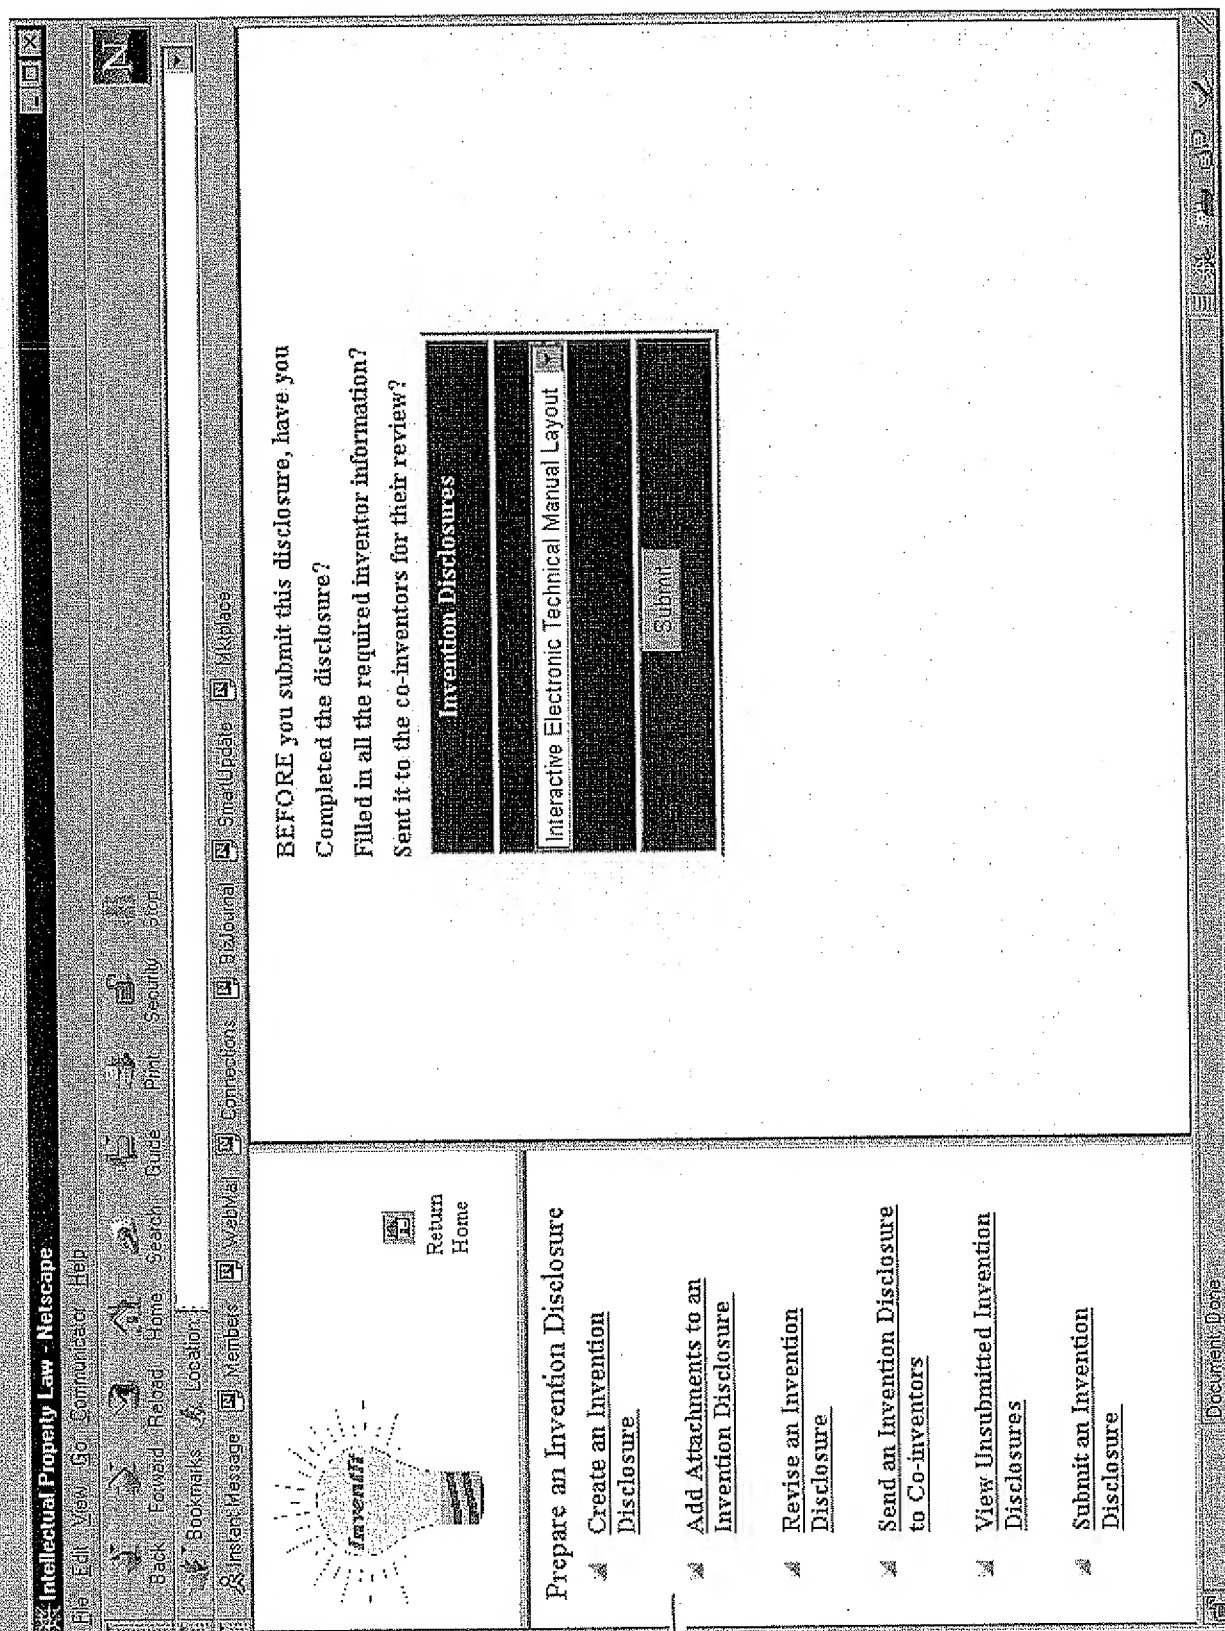 Intellectual Property Law - Netscape
File Edit View Go Communicator Help
Back Forward Reload Home Search Guide Print Security Stop
N
Bookmarks Location:
Instant Message Members WebMail Connections BizJournal SmartUpdate Mktplace
Return
Home
Prepare an Invention Disclosure
Create an Invention
Disclosure
Add Attachments to an
Invention Disclosure
Revise an Invention
Disclosure
Send an Invention Disclosure
to Co-inventors
View Unsubmitted Invention
Disclosures
Submit an Invention
Disclosure
BEFORE you submit this disclosure, have you
Completed the disclosure?
Filled in all the required inventor information?
Sent it to the co-inventors for their review?
Invention Disclosures
Interactive Electronic Technical Manual Layout
Submit
Document: Done